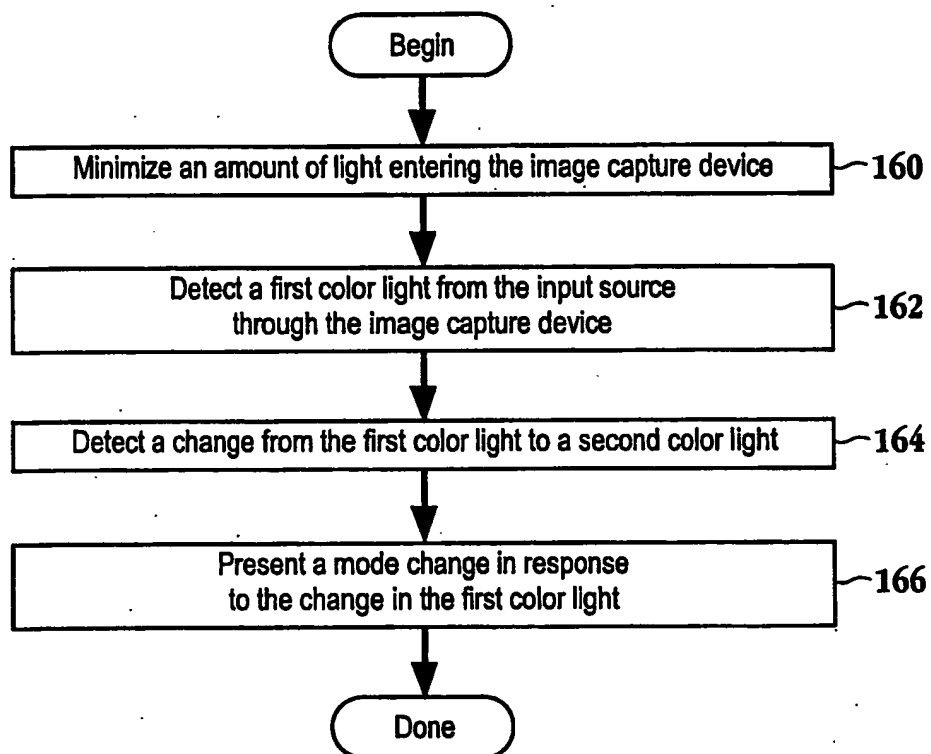 Begin
Minimize an amount of light entering the image capture device
160
Detect a first color light from the input source
through the image capture device
162
Detect a change from the first color light to a second color light
164
Present a mode change in response
to the change in the first color light
166
Done